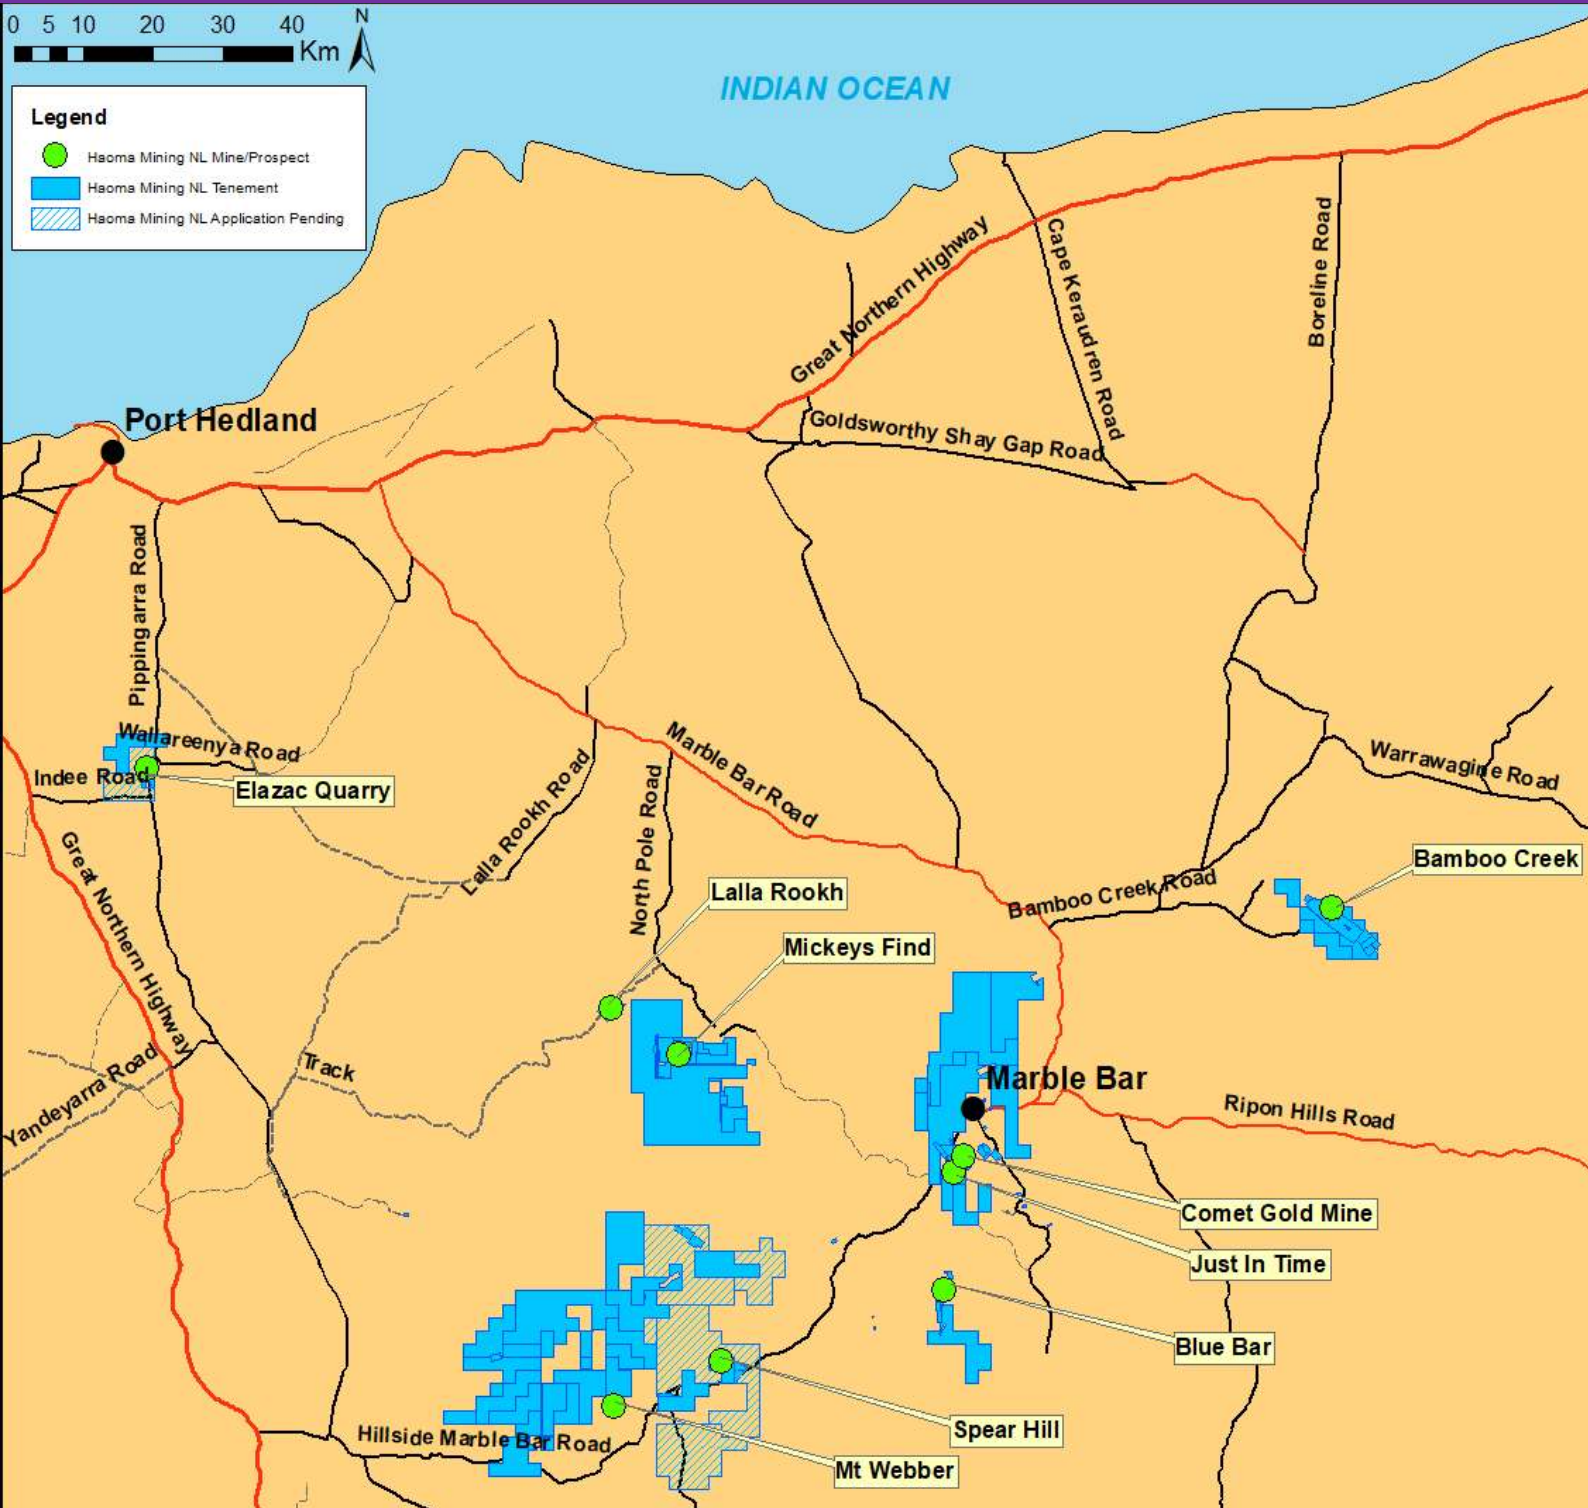 0 5 10 20 30 40
Km
N
INDIAN OCEAN
Legend
Haoma Mining NL Mine/Prospect
Haoma Mining NL Tenement
Haoma Mining NL Application Pending
Great Northern Highway
Cape Keraudren Road
Boreline Road
Port Hedland
Goldsworthy Shay Gap Road
Pippingarra Road
Wallareenya Road
Indee Road
Elazac Quarry
Marble Bar Road
Lalla Rookh Road
North Pole Road
Warrawagine Road
Great Northern Highway
Bamboo Creek
Bamboo Creek Road
Lalla Rookh
Mickeys Find
Yandeyarra Road
Track
Marble Bar
Ripon Hills Road
Comet Gold Mine
Just In Time
Blue Bar
Spear Hill
Hillside Marble Bar Road
Mt Webber